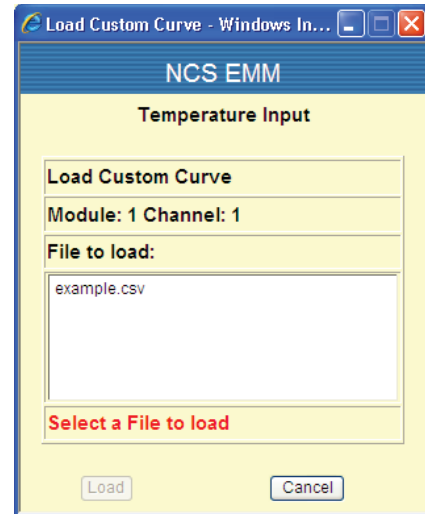 Load Custom Curve - Windows In...
NCS EMM
Temperature Input
Load Custom Curve
Module: 1 Channel: 1
File to load:
example.csv
Select a File to load
Load
Cancel